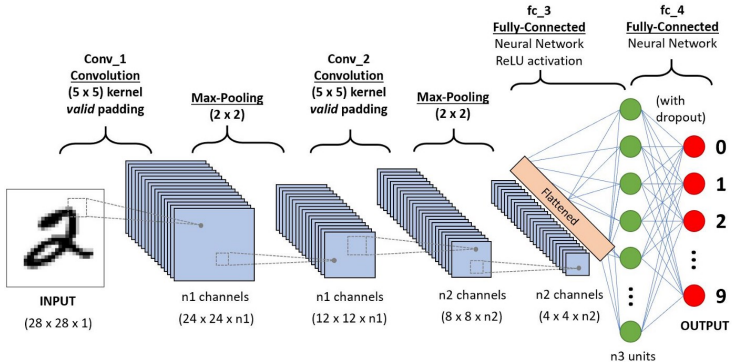 fc_3
Fully-Connected
Neural Network
ReLU activation
fc_4
Fully-Connected
Neural Network
Conv_1
Convolution
(5 x 5) kernel
valid padding
Max-Pooling
(2 x 2)
Conv_2
Convolution
(5 x 5) kernel
valid padding
Max-Pooling
(2 x 2)
(with
dropout)
0
1
2
9
Flattened
2
INPUT
(28 x 28 x 1)
n1 channels
(24 x 24 x n1)
n1 channels
(12 x 12 x n1)
n2 channels
(8 x 8 x n2)
n2 channels
(4 x 4 x n2)
OUTPUT
n3 units